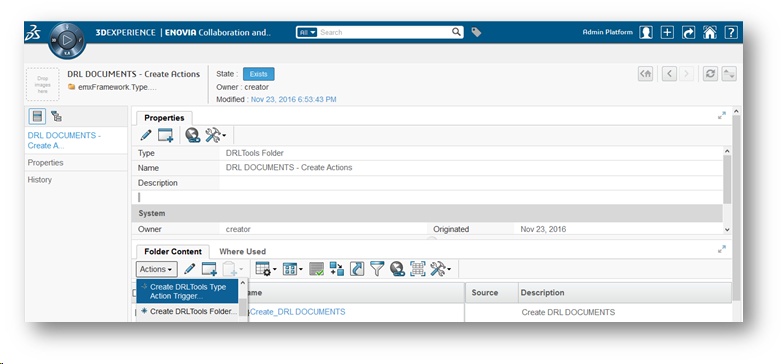 3DEXPERIENCE | ENOVIA Collaboration and..
All
Search
Admin Platform
Drop images here
DRL DOCUMENTS - Create Actions
emxFramework.Type....
State : Exists
Owner : creator
Modified : Nov 23, 2016 6:53:43 PM
DRL DOCUMENTS - Create A...
Properties
History
Properties
Type DRLTools Folder
Name DRL DOCUMENTS - Create Actions
Description
System
Owner creator Originated Nov 23, 2016
Folder Content Where Used
Actions
Create DRLTools Type Action Trigger...
Create DRLTools Folder...
ame Source Description
Create_DRL DOCUMENTS Create DRL DOCUMENTS